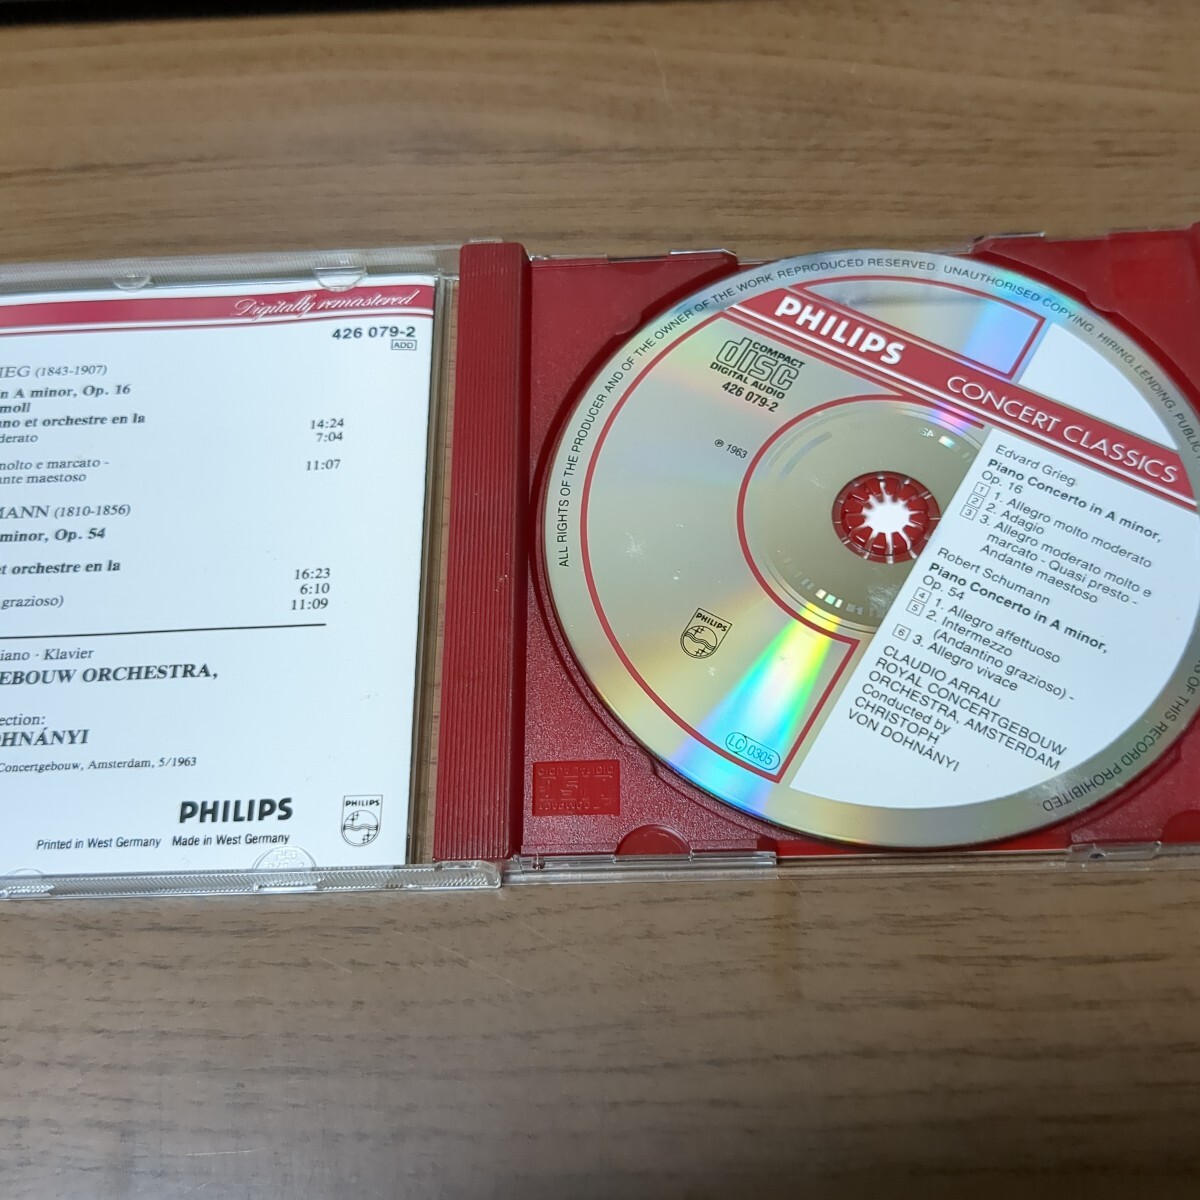 Digitally remastered
426 079-2
ADD
IEG (1843-1907)
n A minor, Op. 16
moll
ano et orchestre en la
14:24
derato 7:04
molto e marcato - 11:07
ante maestoso
MANN (1810-1856)
minor, Op. 54
et orchestre en la
16:23
6:10
grazioso) 11:09
iano · Klavier
EBOUW ORCHESTRA,
ection:
OHNÁNYI
Concertgebouw, Amsterdam, 5/1963
PHILIPS
PHILIPS
Printed in West Germany Made in West Germany
ALL RIGHTS OF THE PRODUCER AND OF THE OWNER OF THE WORK REPRODUCED RESERVED. UNAUTHORISED COPYING, HIRING, LENDING, PUBLIC
OF THIS RECORD PROHIBITED
PHILIPS CONCERT CLASSICS
COMPACT
disc
DIGITAL AUDIO
426 079-2
℗ 1963
PHILIPS
LC 0305
Edvard Grieg
Piano Concerto in A minor,
Op. 16
1 1. Allegro molto moderato
2 2. Adagio
3 3. Allegro moderato molto e
marcato - Quasi presto -
Andante maestoso
Robert Schumann
Piano Concerto in A minor,
Op. 54
4 1. Allegro affettuoso
5 2. Intermezzo
(Andantino grazioso) -
6 3. Allegro vivace
CLAUDIO ARRAU
ROYAL CONCERTGEBOUW
ORCHESTRA, AMSTERDAM
Conducted by
CHRISTOPH
VON DOHNÁNYI